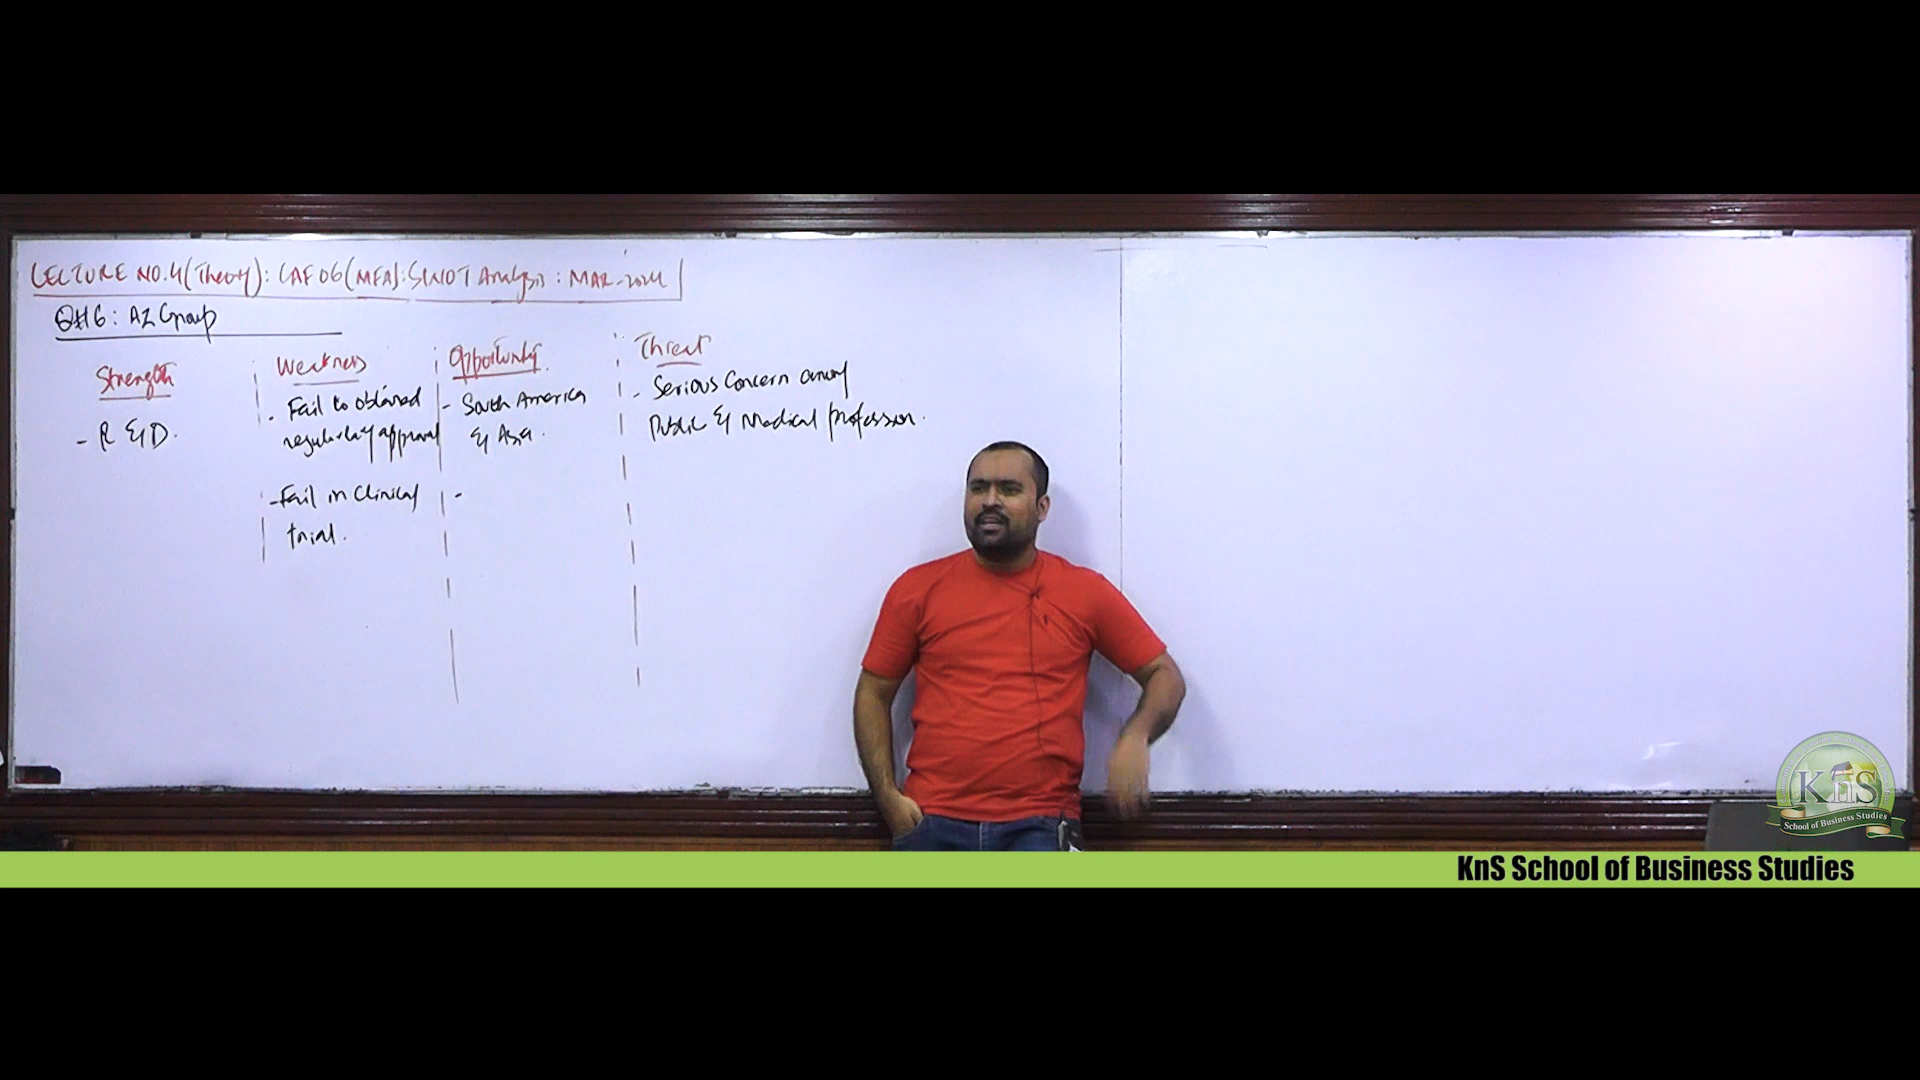 LECTURE NO.4 (Theory): CAF 06 (MFA): SWOT Analysis: MAR-2024
Q#6: AZ Group
Strength
- R & D.
Weakness
- Fail to obtained
regularlay approval
- Fail in Clinical
trial.
Opportunity
- South America
& Asia.
-
Threat
- Serious Concern among
Public & Medical profession.
KnS
School of Business Studies
KnS School of Business Studies